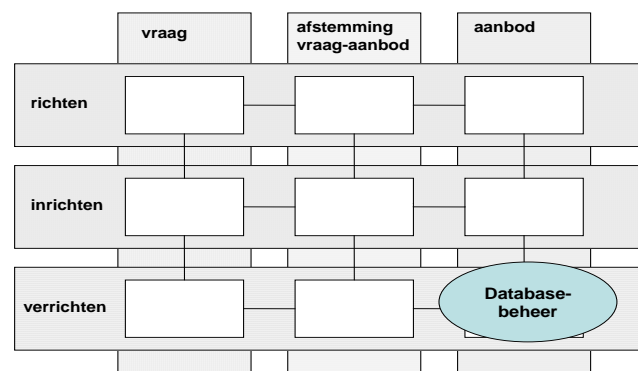 vraag
afstemming
vraag-aanbod
aanbod
richten
inrichten
verrichten
Database-
beheer